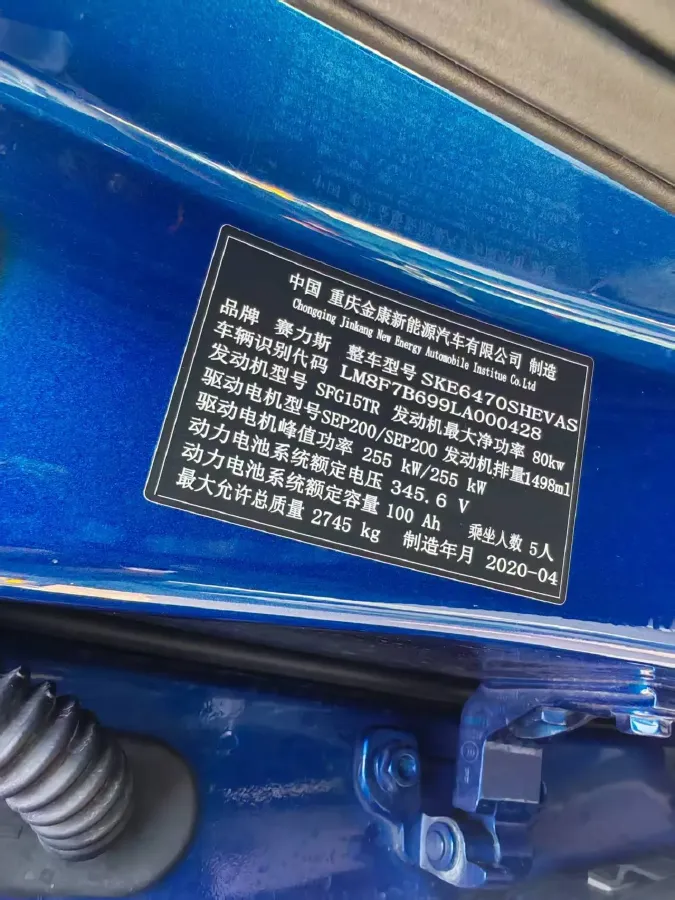 中国 重庆金康新能源汽车有限公司 制造
Chongqing Jinkang New Energy Automobile Institue Co.Ltd
品牌 赛力斯 整车型号 SKE6470SHEVAS
车辆识别代码 LM8F7B699LA000428
发动机型号 SFG15TR 发动机最大净功率 80kw
驱动电机型号SEP200/SEP200 发动机排量1498ml
驱动电机峰值功率 255 kW/255 kW
动力电池系统额定电压 345.6 V
动力电池系统额定容量 100 Ah 乘坐人数 5人
最大允许总质量 2745 kg 制造年月 2020-04